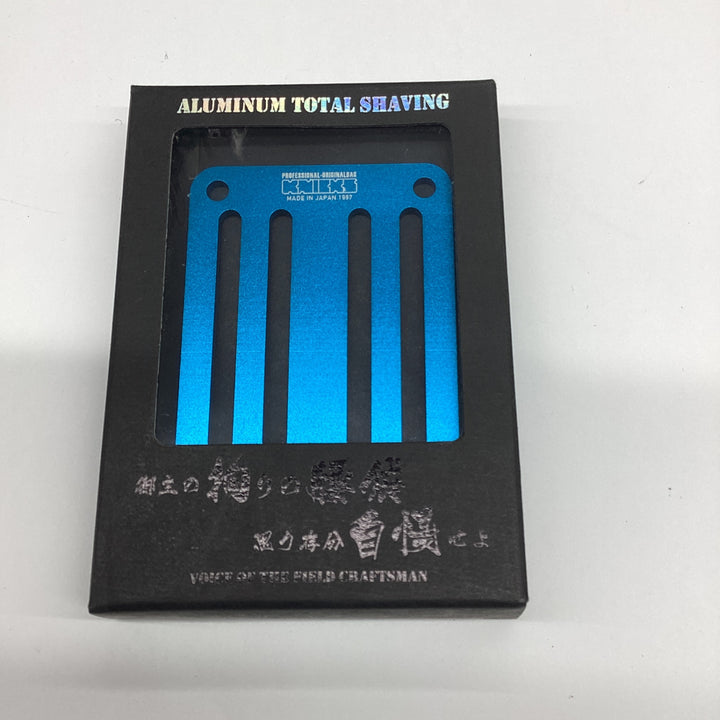 ALUMINUM TOTAL SHAVING
PROFESSIONAL-ORIGINALBAG
KNICKS
MADE IN JAPAN 1997
御主の拘りの
思う存分自慢せよ
VOICE OF THE FIELD CRAFTSMAN